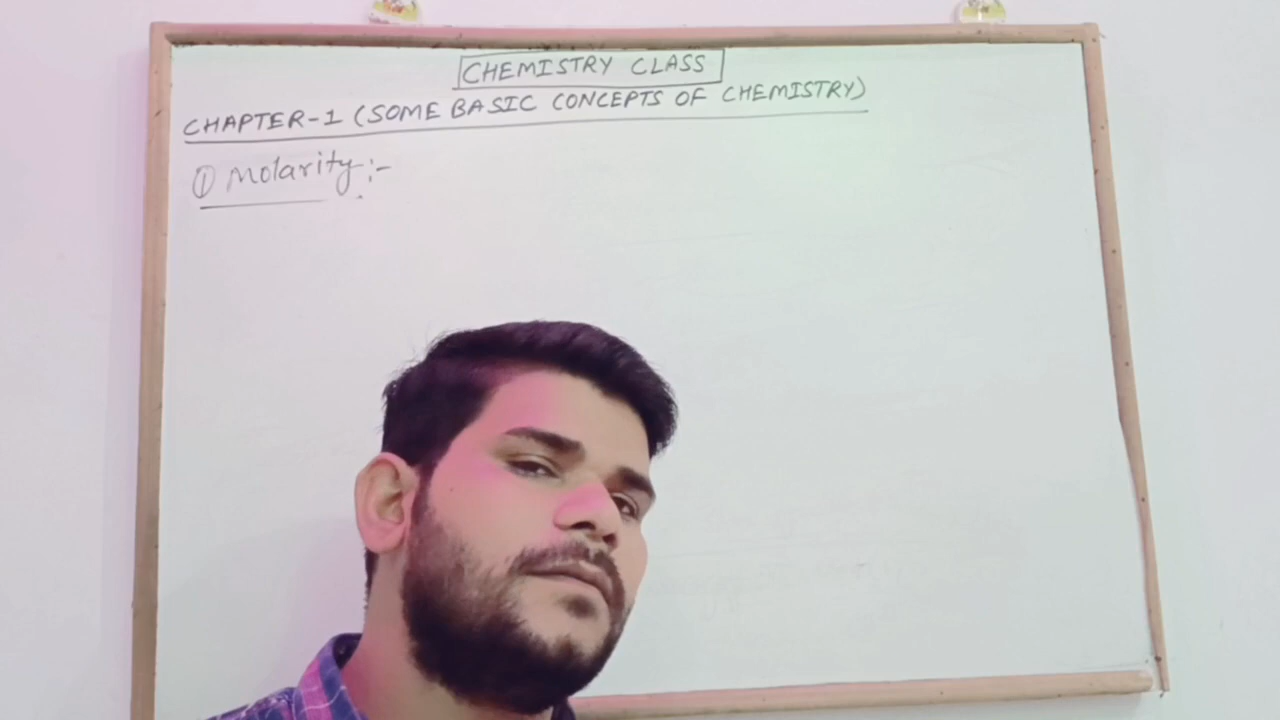 CHEMISTRY CLASS
CHAPTER-1 (SOME BASIC CONCEPTS OF CHEMISTRY)
① Molarity:-